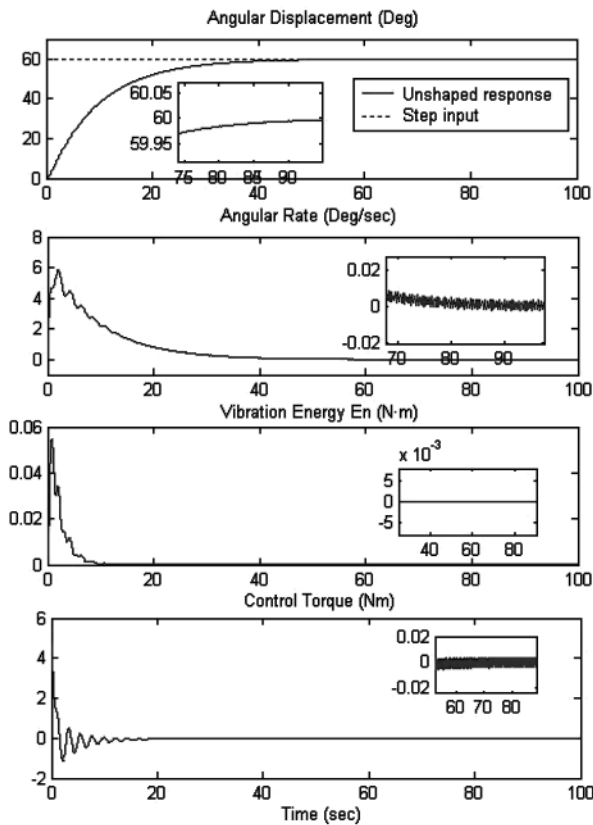 Angular Displacement (Deg)
60
40
20
0
60.05
60
59.95
75 80 85 90
Unshaped response
Step input
0 20 40 60 80 100
Angular Rate (Deg/sec)
8
6
4
2
0
0.02
0
-0.02
70 80 90
0 20 40 60 80 100
Vibration Energy En (N·m)
0.06
0.04
0.02
0
x 10^-3
5
0
-5
40 60 80
0 20 40 60 80 100
Control Torque (Nm)
6
4
2
0
-2
0.02
0
-0.02
60 70 80
0 20 40 60 80 100
Time (sec)